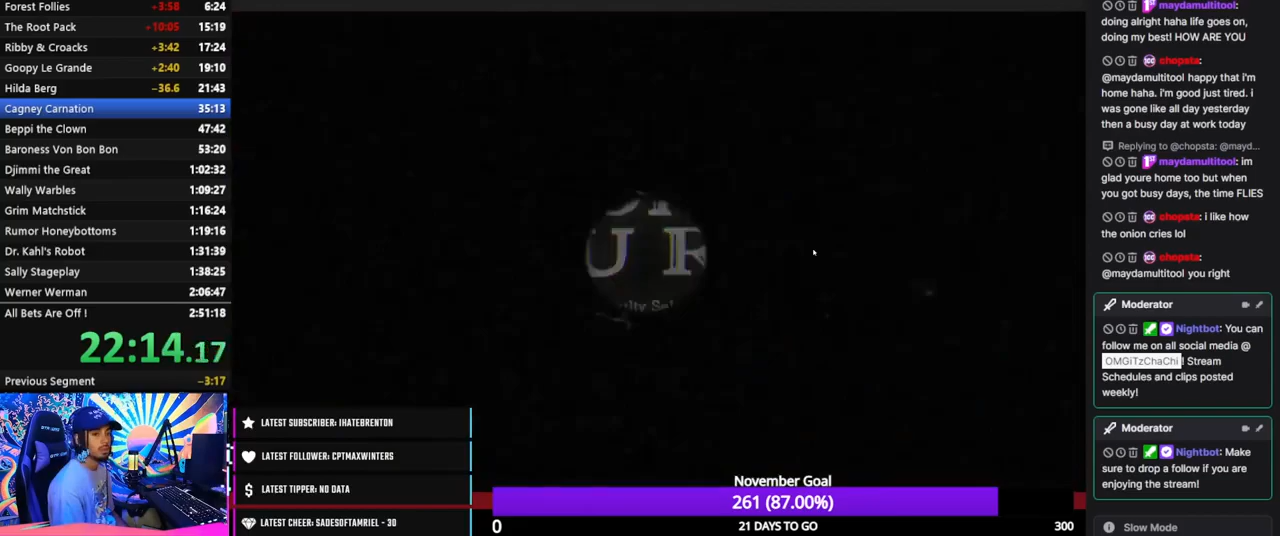 Forest Follies +3:58 6:24
The Root Pack +10:05 15:19
Ribby & Croacks +3:42 17:24
Goopy Le Grande +2:40 19:10
Hilda Berg −36.6 21:43
Cagney Carnation 35:13
Beppi the Clown 47:42
Baroness Von Bon Bon 53:20
Djimmi the Great 1:02:32
Wally Warbles 1:09:27
Grim Matchstick 1:16:24
Rumor Honeybottoms 1:19:16
Dr. Kahl's Robot 1:31:39
Sally Stageplay 1:38:25
Werner Werman 2:06:47
All Bets Are Off ! 2:51:18
22:14.17
Previous Segment −3:17
U R
LATEST SUBSCRIBER: IHATEBRENTON
LATEST FOLLOWER: CPTMAXWINTERS
LATEST TIPPER: NO DATA
LATEST CHEER: SADESOFTAMRIEL - 30
November Goal
261 (87.00%)
0 21 DAYS TO GO 300
maydamultitool:
doing alright haha life goes on,
doing my best! HOW ARE YOU
chopsta:
@maydamultitool happy that i'm
home haha. i'm good just tired. i
was gone like all day yesterday
then a busy day at work today
Replying to @chopsta: @mayd...
maydamultitool: im
glad youre home too but when
you got busy days, the time FLIES
chopsta: i like how
the onion cries lol
chopsta:
@maydamultitool you right
Moderator
Nightbot: You can
follow me on all social media @
OMGiTzChaChi! Stream
Schedules and clips posted
weekly!
Moderator
Nightbot: Make
sure to drop a follow if you are
enjoying the stream!
Slow Mode